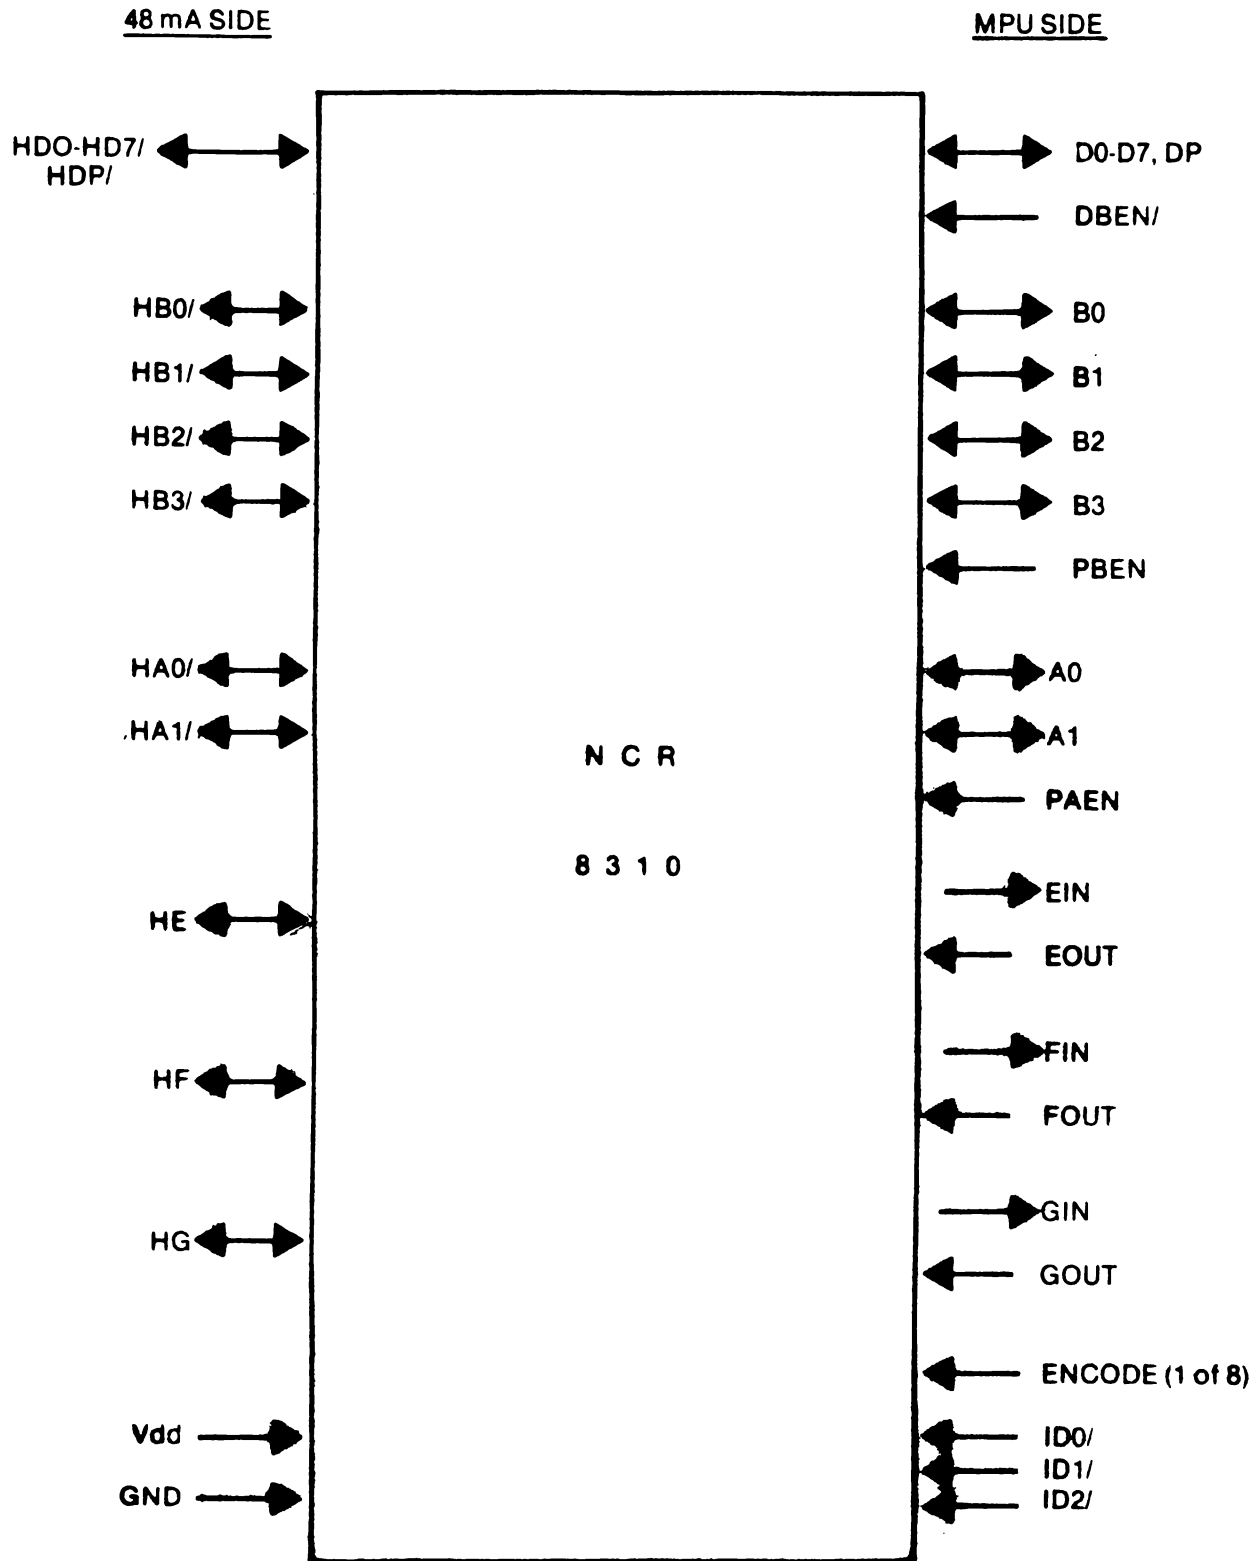 48 mA SIDE
MPU SIDE
HDO-HD7/
HDP/
D0-D7, DP
DBEN/
HB0/
B0
HB1/
B1
HB2/
B2
HB3/
B3
PBEN
HA0/
A0
HA1/
A1
N C R
PAEN
8 3 1 0
EIN
HE
EOUT
FIN
HF
FOUT
GIN
HG
GOUT
ENCODE (1 of 8)
Vdd
ID0/
ID1/
GND
ID2/